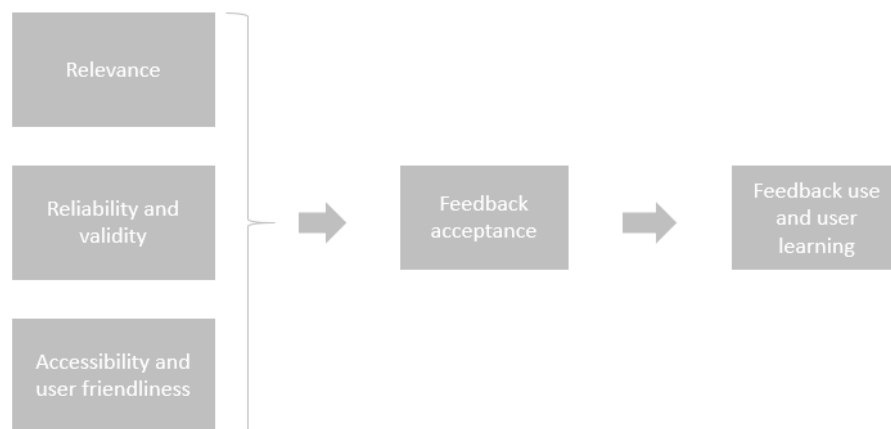 Relevance
Reliability and
validity
Accessibility and
user friendliness
Feedback
acceptance
Feedback use
and user
learning